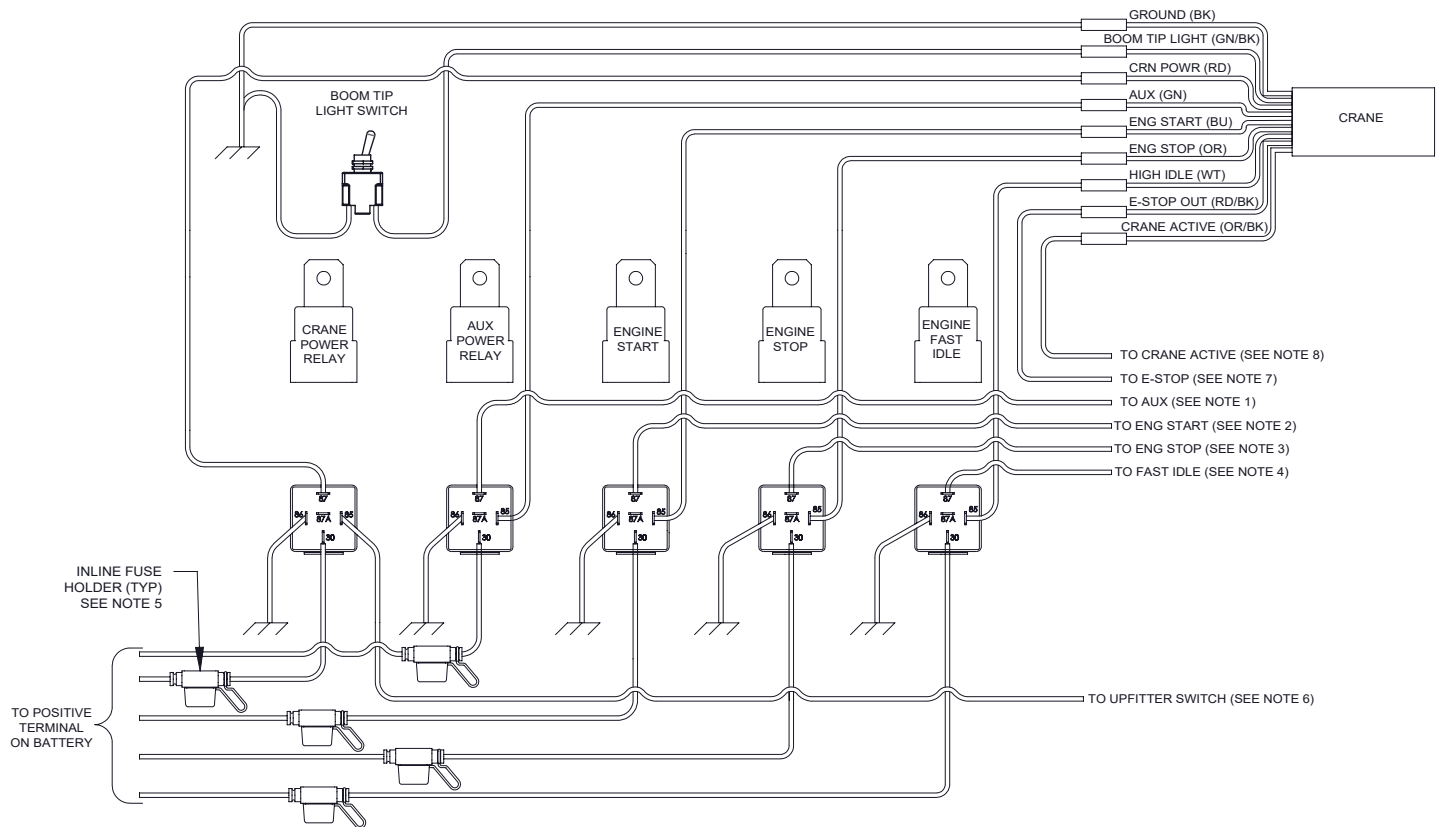 GROUND (BK)
BOOM TIP LIGHT (GN/BK)
CRN POWR (RD)
AUX (GN)
ENG START (BU)
ENG STOP (OR)
HIGH IDLE (WT)
E-STOP OUT (RD/BK)
CRANE ACTIVE (OR/BK)
CRANE
BOOM TIP
LIGHT SWITCH
CRANE
POWER
RELAY
AUX
POWER
RELAY
ENGINE
START
ENGINE
STOP
ENGINE
FAST
IDLE
TO CRANE ACTIVE (SEE NOTE 8)
TO E-STOP (SEE NOTE 7)
TO AUX (SEE NOTE 1)
TO ENG START (SEE NOTE 2)
TO ENG STOP (SEE NOTE 3)
TO FAST IDLE (SEE NOTE 4)
87
86
87A
85
30
87
86
87A
85
30
87
86
87A
85
30
87
86
87A
85
30
87
86
87A
85
30
INLINE FUSE
HOLDER (TYP)
SEE NOTE 5
TO POSITIVE
TERMINAL
ON BATTERY
TO UPFITTER SWITCH (SEE NOTE 6)